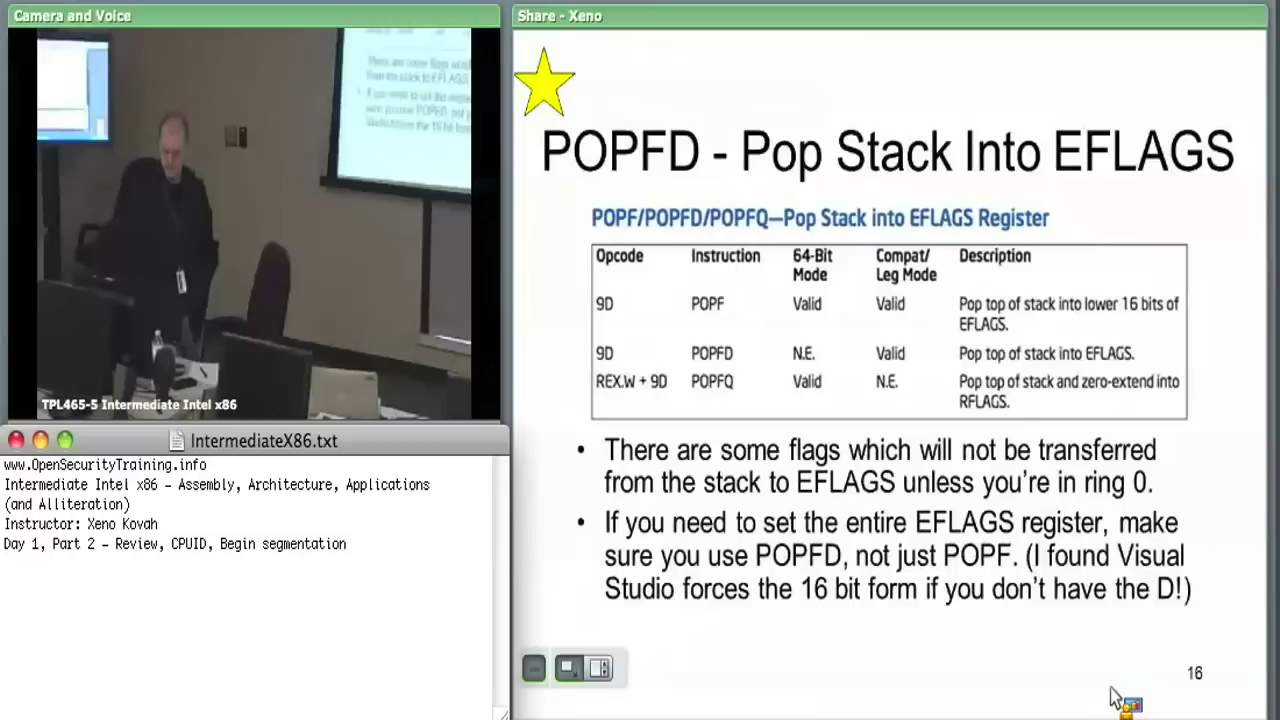 Camera and Voice
TPL465-5 Intermediate Intel x86
IntermediateX86.txt
www.OpenSecurityTraining.info
Intermediate Intel x86 – Assembly, Architecture, Applications
(and Alliteration)
Instructor: Xeno Kovah
Day 1, Part 2 – Review, CPUID, Begin segmentation
Share - Xeno
POPFD - Pop Stack Into EFLAGS
POPF/POPFD/POPFQ—Pop Stack into EFLAGS Register
Opcode Instruction 64-Bit Mode Compat/ Leg Mode Description
9D POPF Valid Valid Pop top of stack into lower 16 bits of
EFLAGS.
9D POPFD N.E. Valid Pop top of stack into EFLAGS.
REX.W + 9D POPFQ Valid N.E. Pop top of stack and zero-extend into
RFLAGS.
• There are some flags which will not be transferred
from the stack to EFLAGS unless you're in ring 0.
• If you need to set the entire EFLAGS register, make
sure you use POPFD, not just POPF. (I found Visual
Studio forces the 16 bit form if you don't have the D!)
16